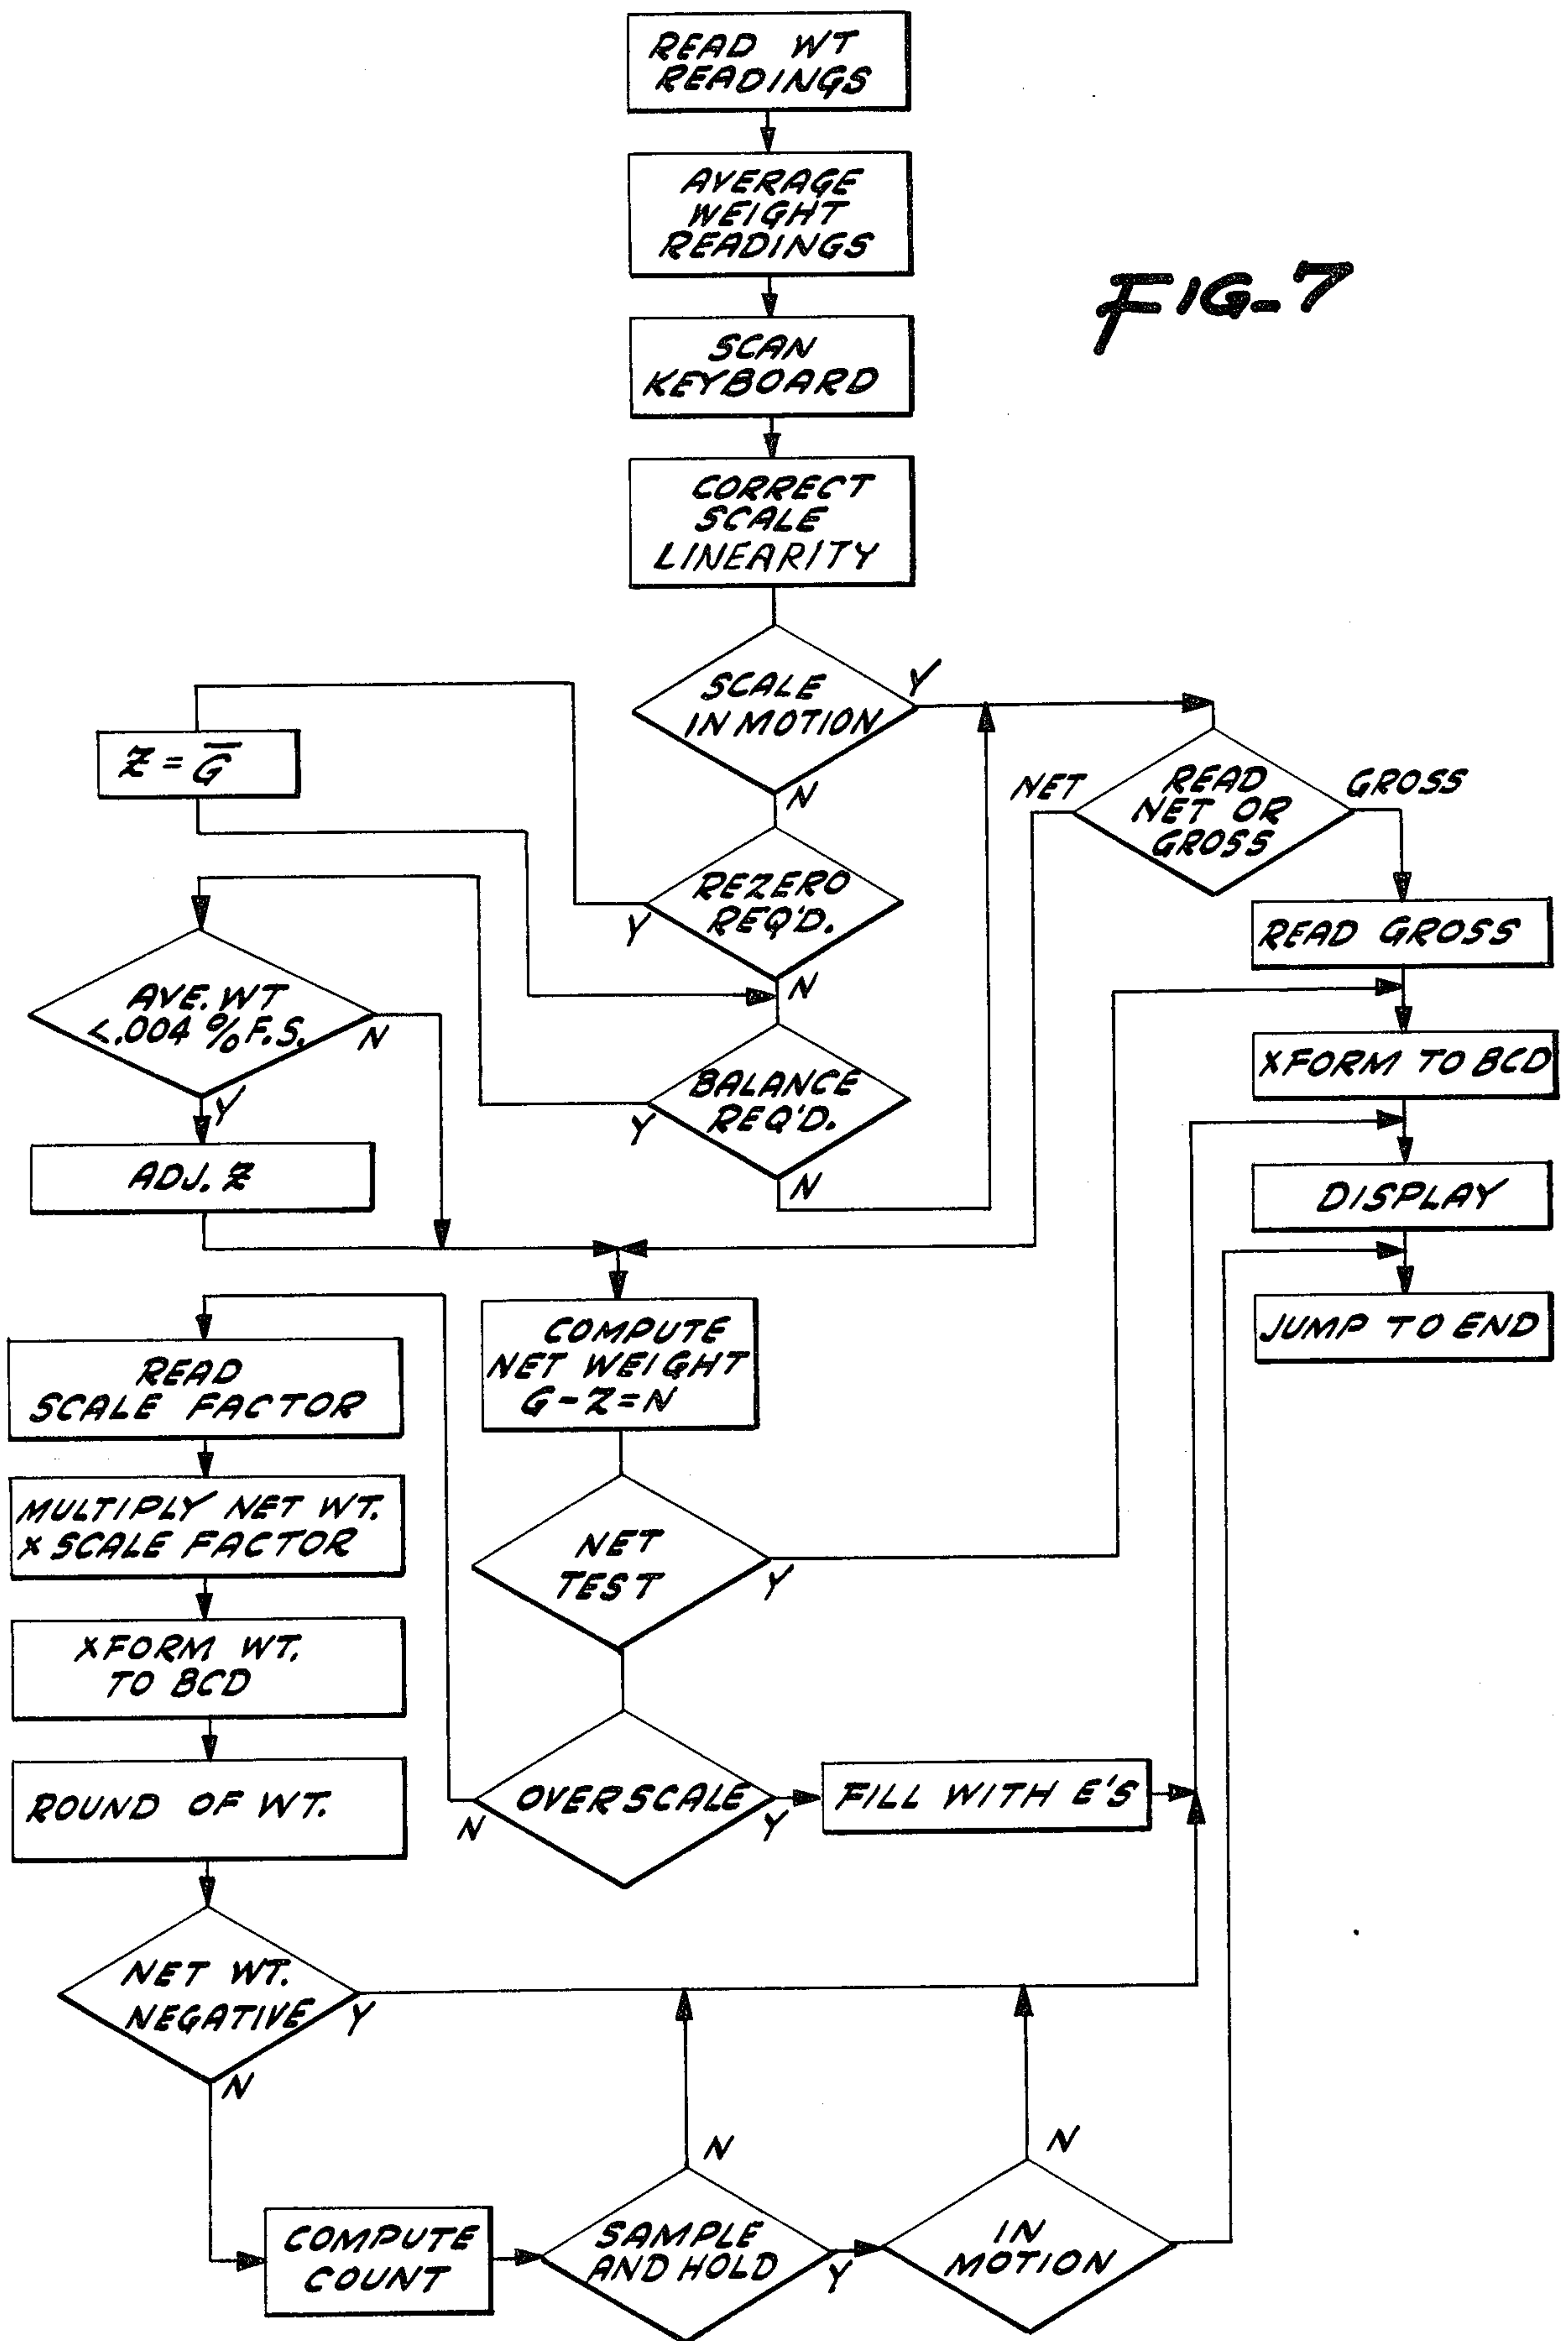 READ WT
READINGS
AVERAGE
WEIGHT
READINGS
FIG-7
SCAN
KEYBOARD
CORRECT
SCALE
LINEARITY
SCALE
IN MOTION
Y
N
Z = G̅
READ
NET OR
GROSS
NET
GROSS
REZERO
REQ'D.
Y
N
READ GROSS
AVE. WT
<.004 % F.S.
N
Y
BALANCE
REQ'D.
Y
N
XFORM TO BCD
ADJ. Z
DISPLAY
JUMP TO END
COMPUTE
NET WEIGHT
G-Z=N
READ
SCALE FACTOR
MULTIPLY NET WT.
X SCALE FACTOR
NET
TEST
Y
XFORM WT.
TO BCD
ROUND OF WT.
OVERSCALE
N
Y
FILL WITH E'S
NET WT.
NEGATIVE
Y
N
COMPUTE
COUNT
SAMPLE
AND HOLD
N
Y
IN
MOTION
N